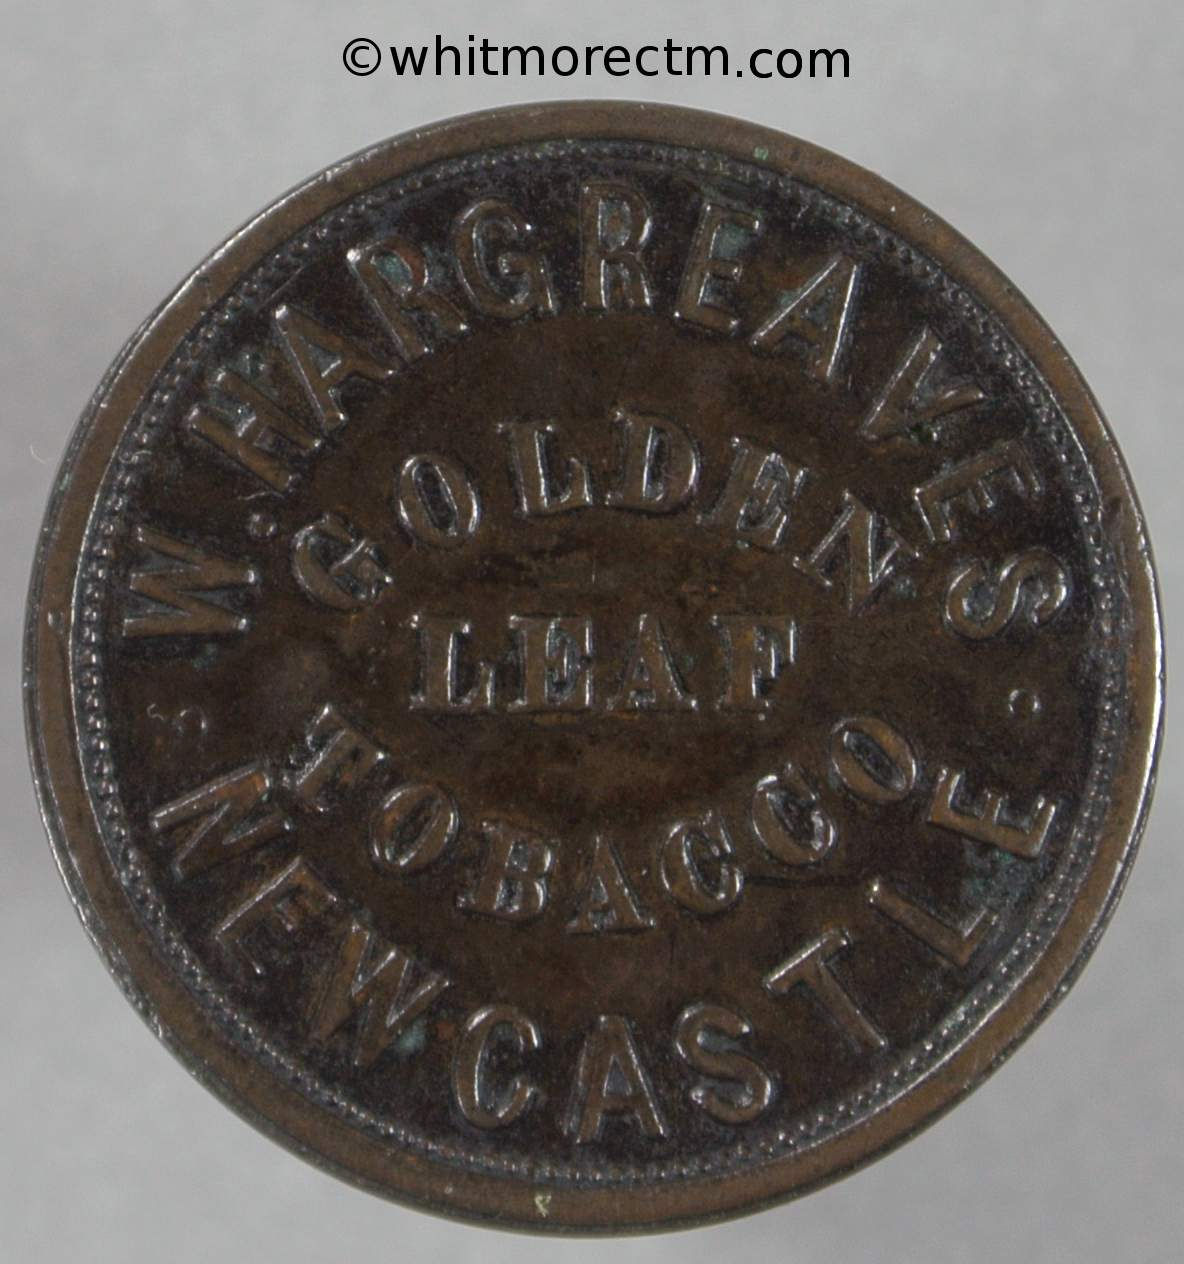 ©whitmorectm.com
W. HARGREAVES
GOLDEN
LEAF
TOBACCO
NEWCASTLE